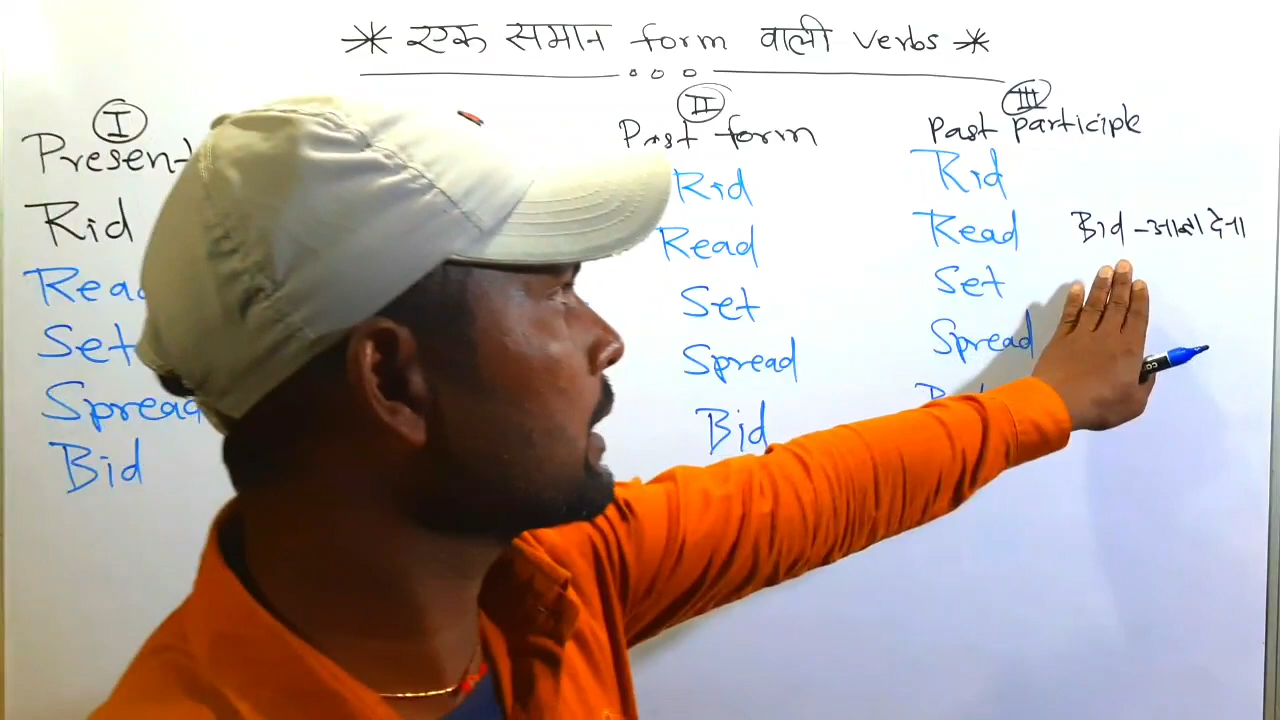 * एक समान form वाली verbs *
I II III
Present Past form Past participle
Rid Rid Rid
Read Read Read Bid - आज्ञा देना
Set Set Set
Spread Spread Spread
Bid Bid